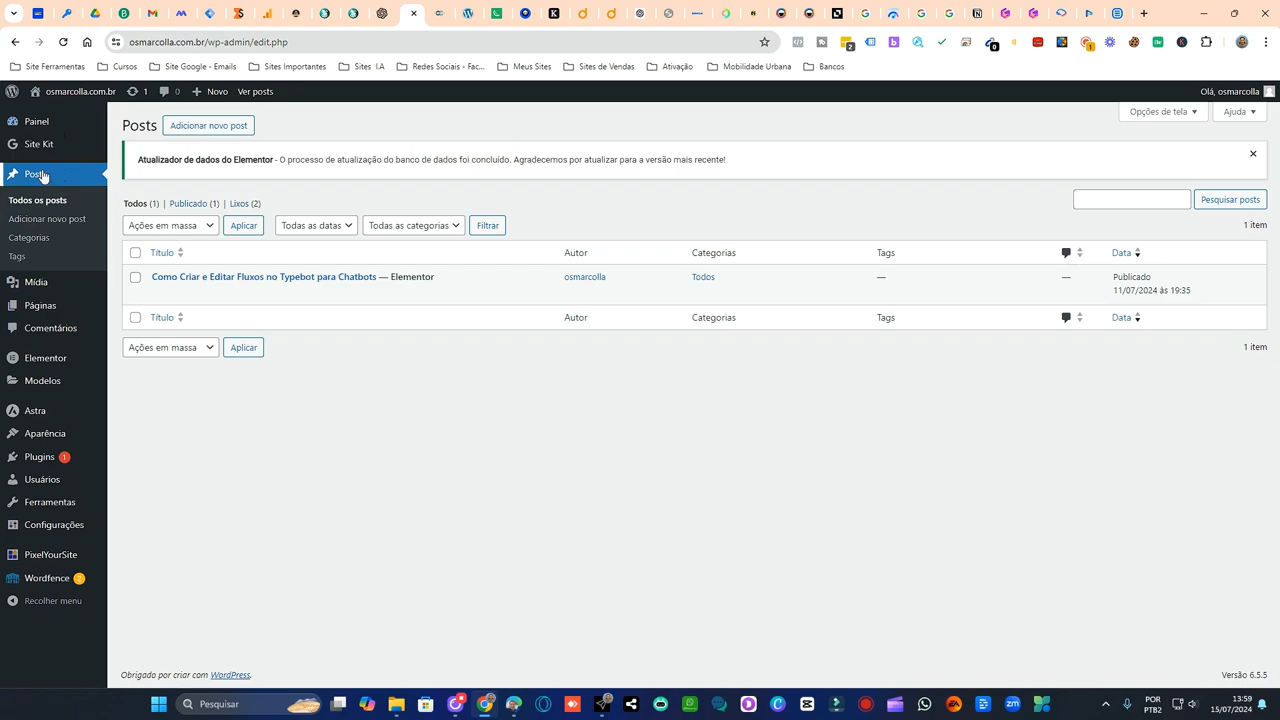 osmarcolla.com.br/wp-admin/edit.php
2
0
1
Site Ferramentas
Cursos
Site Google - Emails
Sites Importantes
Sites I.A
Redes Sociais - Fac...
Meus Sites
Sites de Vendas
Ativação
Mobilidade Urbana
Bancos
osmarcolla.com.br
1
0
Novo
Ver posts
Olá, osmarcolla
Painel
Site Kit
Posts
Todos os posts
Adicionar novo post
Categorias
Tags
Mídia
Páginas
Comentários
Elementor
Modelos
Astra
Aparência
Plugins 1
Usuários
Ferramentas
Configurações
PixelYourSite
Wordfence 2
Recolher menu
Opções de tela
Ajuda
Posts
Adicionar novo post
Atualizador de dados do Elementor - O processo de atualização do banco de dados foi concluído. Agradecemos por atualizar para a versão mais recente!
Todos (1) | Publicado (1) | Lixos (2)
Pesquisar posts
Ações em massa
Aplicar
Todas as datas
Todas as categorias
Filtrar
1 item
Título
Autor
Categorias
Tags
Data
Como Criar e Editar Fluxos no Typebot para Chatbots — Elementor
osmarcolla
Todos
—
—
Publicado
11/07/2024 às 19:35
Título
Autor
Categorias
Tags
Data
Ações em massa
Aplicar
1 item
Obrigado por criar com WordPress.
Versão 6.5.5
Pesquisar
POR
PTB2
13:59
15/07/2024